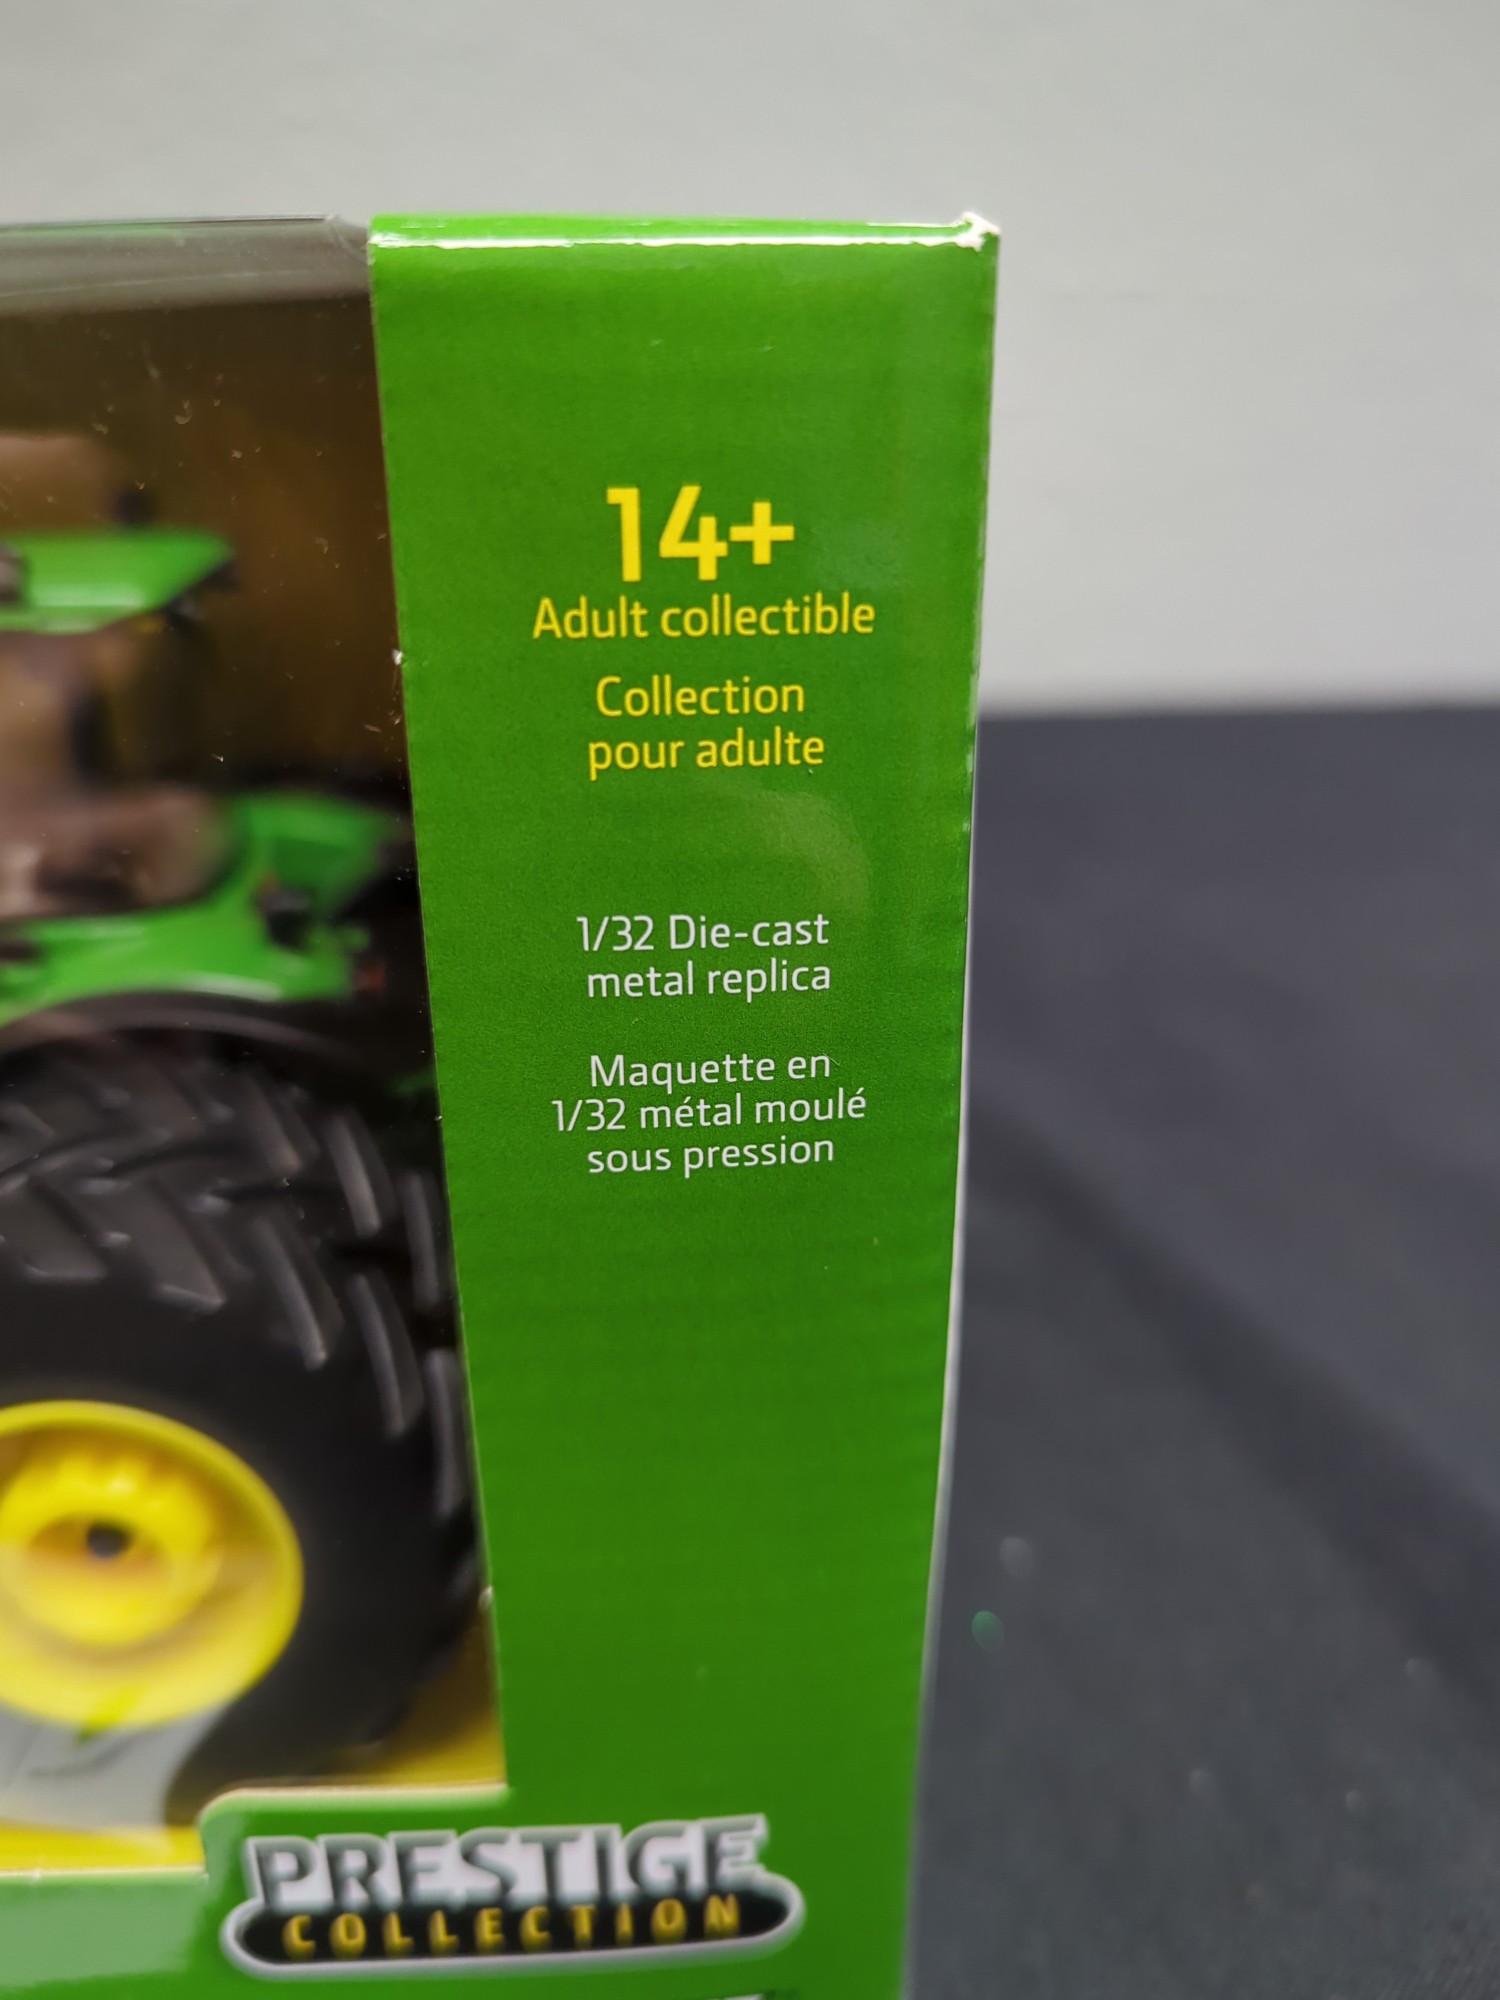 14+
Adult collectible
Collection
pour adulte
1/32 Die-cast
metal replica
Maquette en
1/32 métal moulé
sous pression
PRESTIGE
COLLECTION